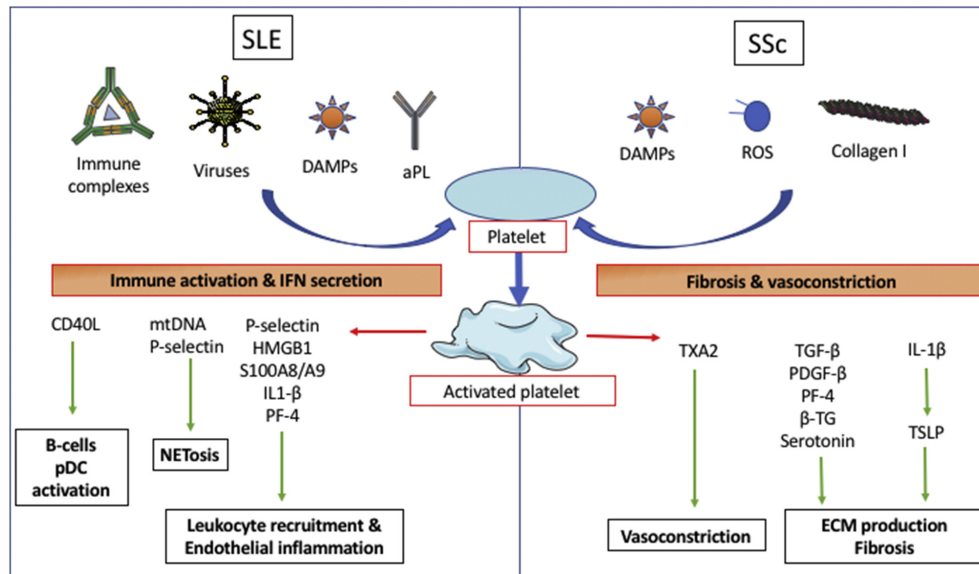 SLE
SSc
Immune
complexes
Viruses
DAMPs
aPL
DAMPs
ROS
Collagen I
Platelet
Immune activation & IFN secretion
Fibrosis & vasoconstriction
CD40L
mtDNA
P-selectin
P-selectin
HMGB1
S100A8/A9
IL1-β
PF-4
Activated platelet
TXA2
TGF-β
PDGF-β
PF-4
β-TG
Serotonin
IL-1β
TSLP
B-cells
pDC
activation
NETosis
Leukocyte recruitment &
Endothelial inflammation
Vasoconstriction
ECM production
Fibrosis